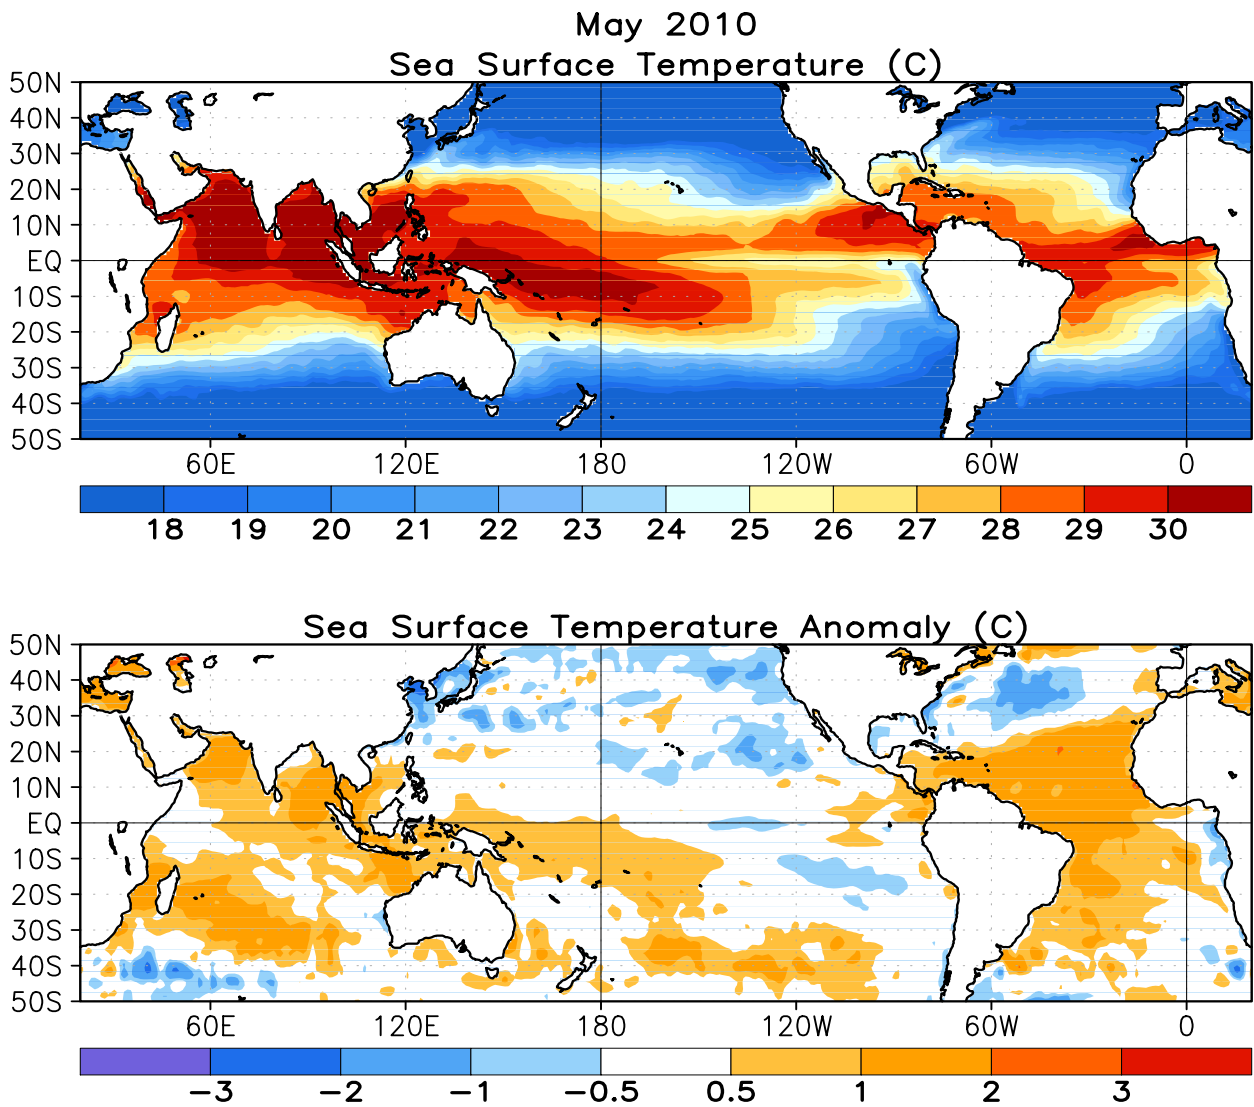 May 2010
Sea Surface Temperature (C)
50N
40N
30N
20N
10N
EQ
10S
20S
30S
40S
50S
60E 120E 180 120W 60W 0
18 19 20 21 22 23 24 25 26 27 28 29 30
Sea Surface Temperature Anomaly (C)
50N
40N
30N
20N
10N
EQ
10S
20S
30S
40S
50S
60E 120E 180 120W 60W 0
−3 −2 −1 −0.5 0.5 1 2 3